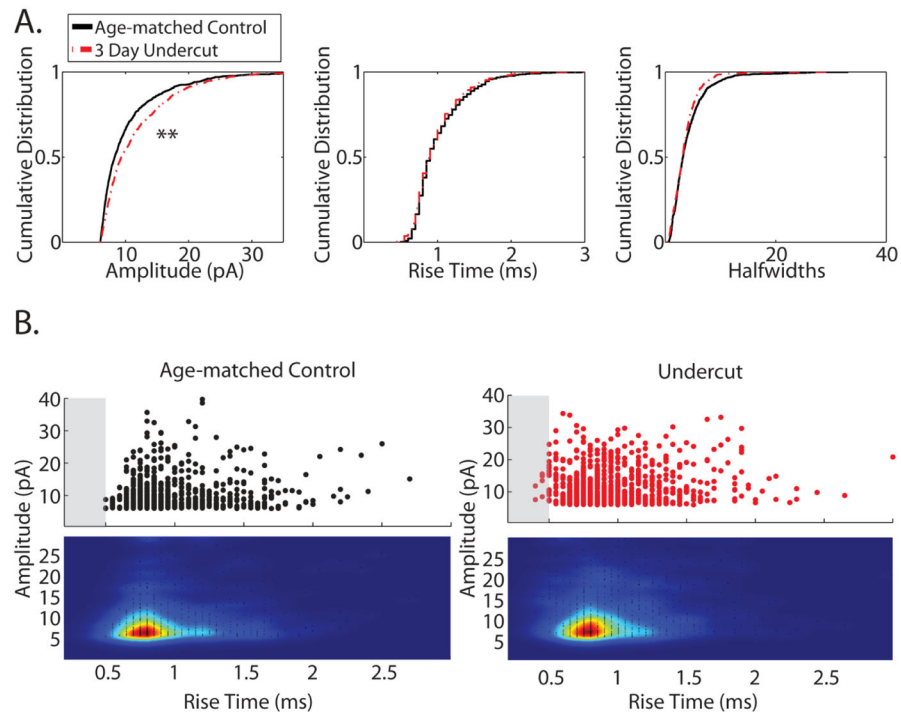 A.
Age-matched Control
3 Day Undercut
Cumulative Distribution
1
0.5
0
10
20
30
Amplitude (pA)
**
Cumulative Distribution
1
0.5
0
1
2
3
Rise Time (ms)
Cumulative Distribution
1
0.5
0
0
20
40
Halfwidths
B.
Age-matched Control
Undercut
Amplitude (pA)
40
30
20
10
Amplitude (pA)
40
30
20
10
25
20
15
10
5
0.5
1
1.5
2
2.5
Rise Time (ms)
25
20
15
10
5
0.5
1
1.5
2
2.5
Rise Time (ms)